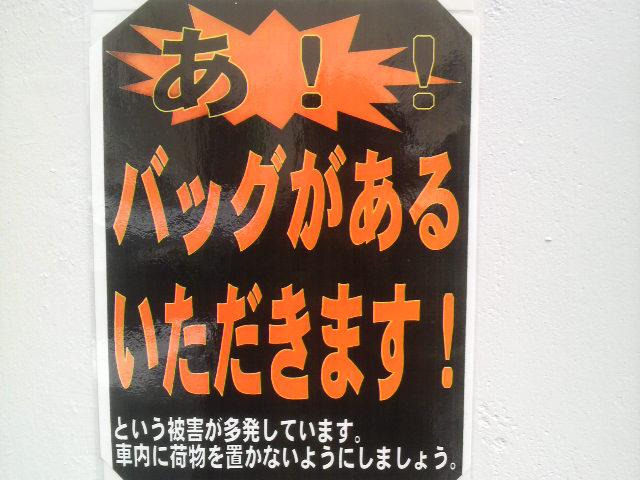 あ！！
バッグがある
いただきます！
という被害が多発しています。
車内に荷物を置かないようにしましょう。